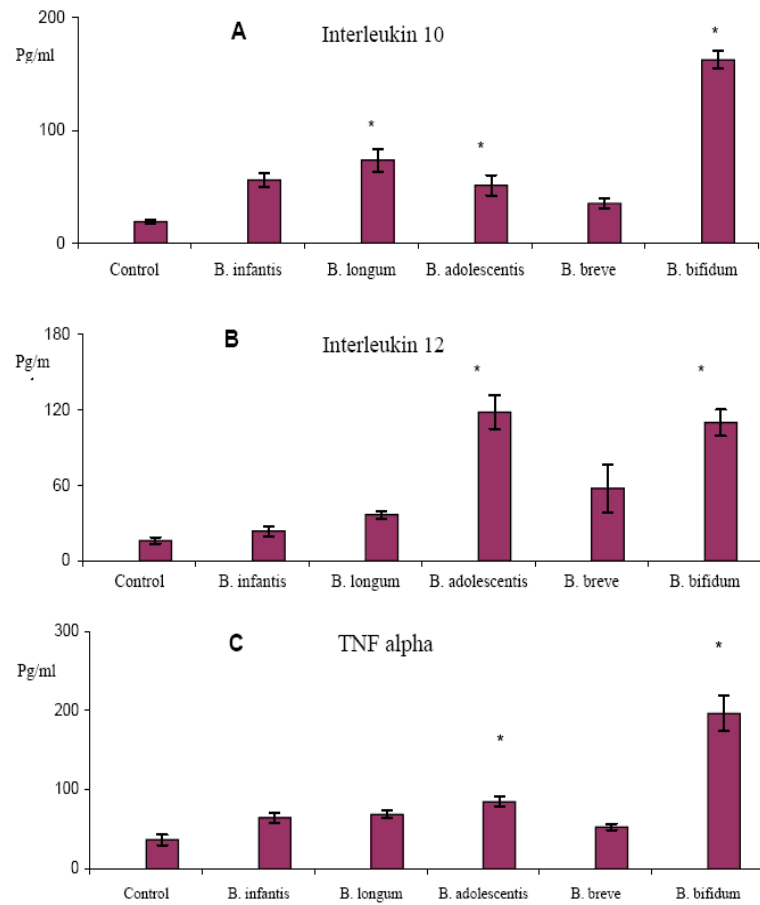 200
A
Interleukin 10
*
Pg/ml
*
*
100
0
Control B. infantis B. longum B. adolescentis B. breve B. bifidum
180
B
Interleukin 12
Pg/m
*
*
120
60
0
Control B. infantis B. longum B. adolescentis B. breve B. bifidum
300
C
TNF alpha
*
Pg/ml
200
*
100
0
Control B. infantis B. longum B. adolescentis B. breve B. bifidum